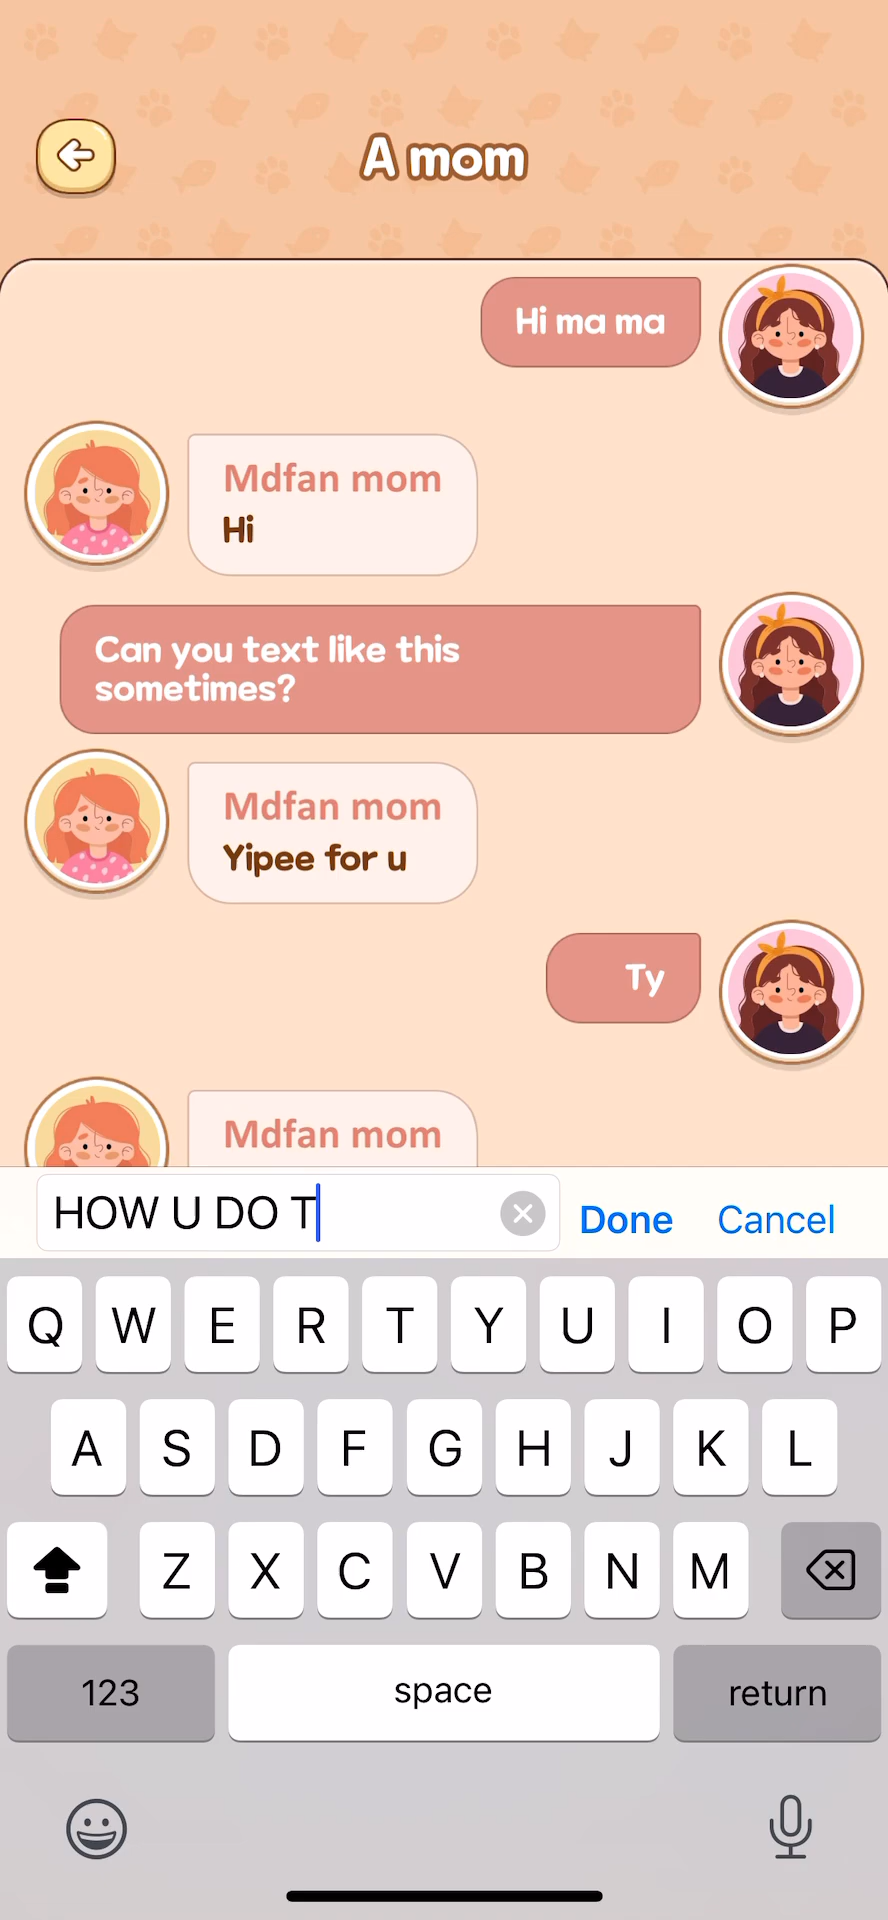 A mom
Hi ma ma
Mdfan mom
Hi
Can you text like this
sometimes?
Mdfan mom
Yipee for u
Ty
Mdfan mom
HOW U DO T
Done
Cancel
Q W E R T Y U I O P
A S D F G H J K L
Z X C V B N M
123
space
return